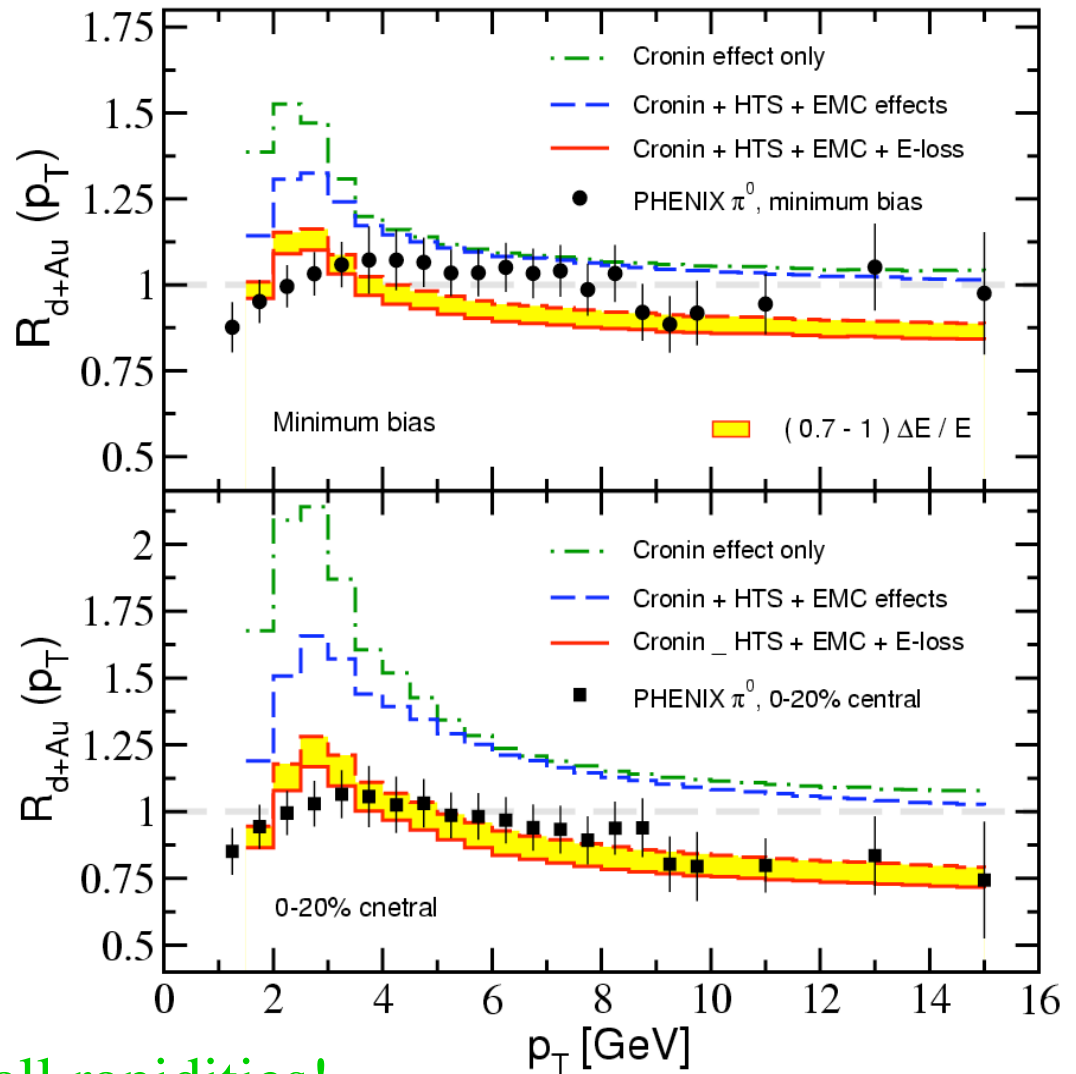 1.75
1.5
1.25
1
0.75
0.5
R_{d+Au} (p_T)
Cronin effect only
Cronin + HTS + EMC effects
Cronin + HTS + EMC + E-loss
PHENIX π^0, minimum bias
Minimum bias
( 0.7 - 1 ) ΔE / E
2
1.75
1.5
1.25
1
0.75
0.5
R_{d+Au} (p_T)
Cronin effect only
Cronin + HTS + EMC effects
Cronin _ HTS + EMC + E-loss
PHENIX π^0, 0-20% central
0-20% cnetral
0 2 4 6 8 10 12 14 16
p_T [GeV]
all rapidities!